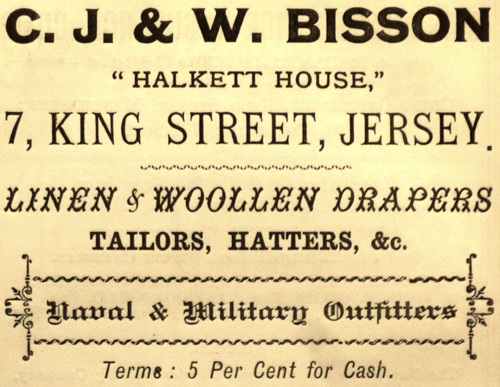 C. J. & W. BISSON
"HALKETT HOUSE,"
7, KING STREET, JERSEY.
LINEN & WOOLLEN DRAPERS
TAILORS, HATTERS, &c.
Naval & Military Outfitters
Terms: 5 Per Cent for Cash.